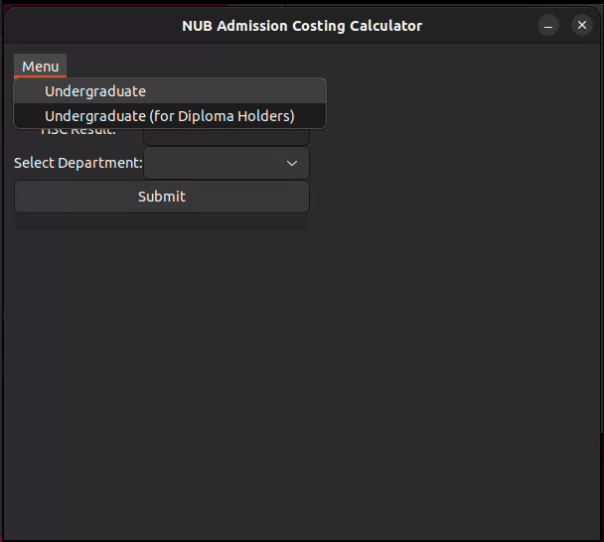 NUB Admission Costing Calculator
Menu
Undergraduate
Undergraduate (for Diploma Holders)
HSC Result:
Select Department:
Submit